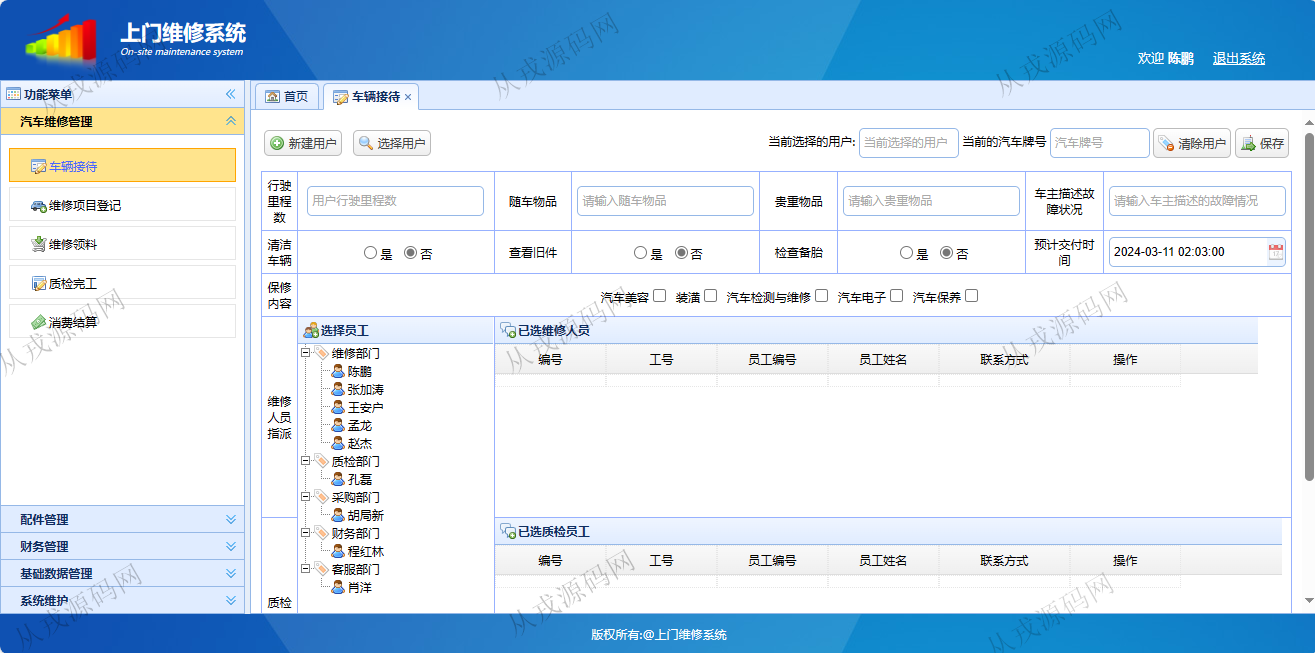 上门维修系统
On-site maintenance system
欢迎 陈鹏 退出系统
功能菜单
汽车维修管理
车辆接待
维修项目登记
维修领料
质检完工
消费结算
配件管理
财务管理
基础数据管理
系统维护
首页 车辆接待
新建用户 选择用户 当前选择的用户: 当前选择的用户 当前的汽车牌号 汽车牌号 清除用户 保存
行驶里程数 用户行驶里程数 随车物品 请输入随车物品 贵重物品 请输入贵重物品 车主描述故障状况 请输入车主描述的故障情况
清洁车辆 是 否 查看旧件 是 否 检查备胎 是 否 预计交付时间 2024-03-11 02:03:00
保修内容 汽车美容 装潢 汽车检测与维修 汽车电子 汽车保养
维修人员指派
选择员工
维修部门
陈鹏
张加涛
王安户
孟龙
赵杰
质检部门
孔磊
采购部门
胡局新
财务部门
程红林
客服部门
肖洋
已选维修人员
编号 工号 员工编号 员工姓名 联系方式 操作
已选质检员工
编号 工号 员工编号 员工姓名 联系方式 操作
质检
版权所有:@上门维修系统
从戎源码网
从戎源码网
从戎源码网
从戎源码网
从戎源码网
从戎源码网
从戎源码网
从戎源码网
从戎源码网